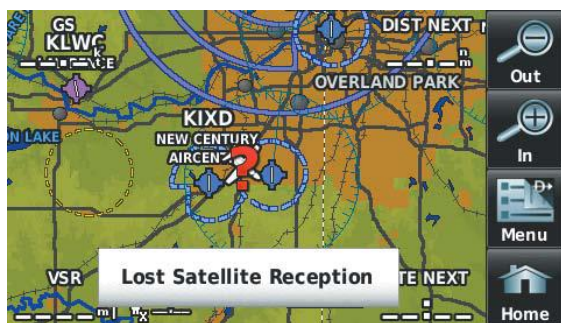 GS
DIST NEXT
KLWC
Out
OVERLAND PARK
KIXD
NEW CENTURY
AIRCEN
In
N LAKE
Menu
VSR
Lost Satellite Reception
TE NEXT
Home